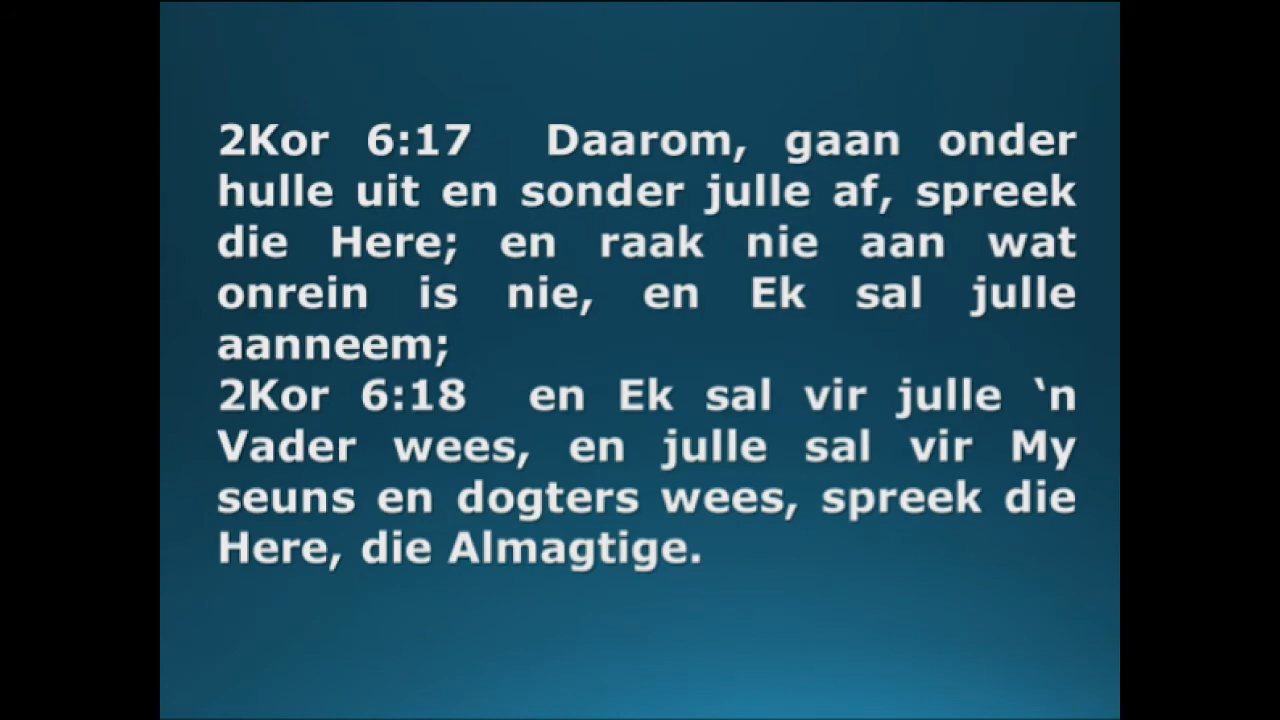 2Kor 6:17 Daarom, gaan onder
hulle uit en sonder julle af, spreek
die Here; en raak nie aan wat
onrein is nie, en Ek sal julle
aanneem;
2Kor 6:18 en Ek sal vir julle ‘n
Vader wees, en julle sal vir My
seuns en dogters wees, spreek die
Here, die Almagtige.